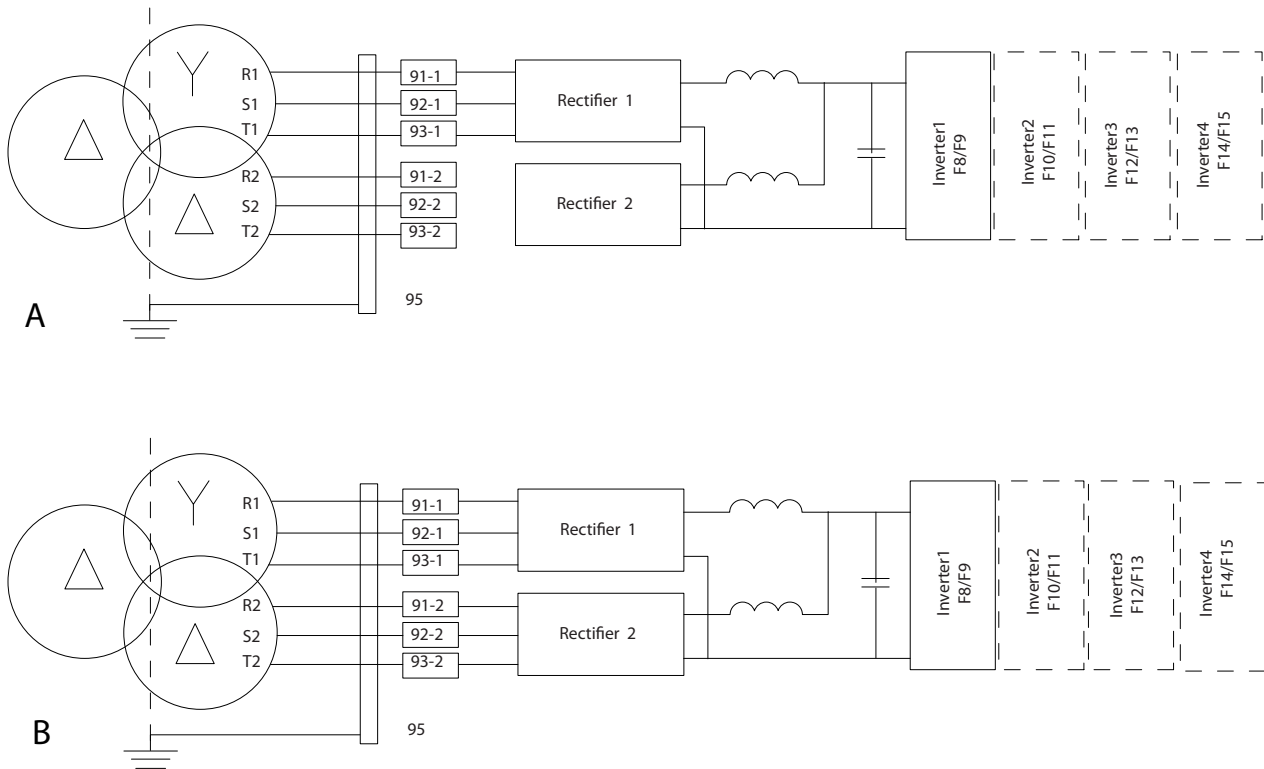 R1
S1
T1
R2
S2
T2
91-1
92-1
93-1
91-2
92-2
93-2
95
Rectifier 1
Rectifier 2
Inverter1
F8/F9
Inverter2
F10/F11
Inverter3
F12/F13
Inverter4
F14/F15
A
R1
S1
T1
R2
S2
T2
91-1
92-1
93-1
91-2
92-2
93-2
95
Rectifier 1
Rectifier 2
Inverter1
F8/F9
Inverter2
F10/F11
Inverter3
F12/F13
Inverter4
F14/F15
B